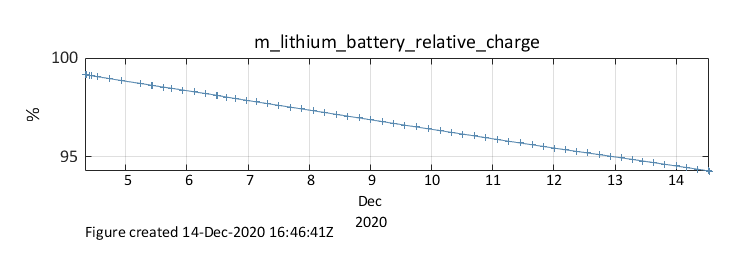 m_lithium_battery_relative_charge
100
%
95
5 6 7 8 9 10 11 12 13 14
Dec
2020
Figure created 14-Dec-2020 16:46:41Z